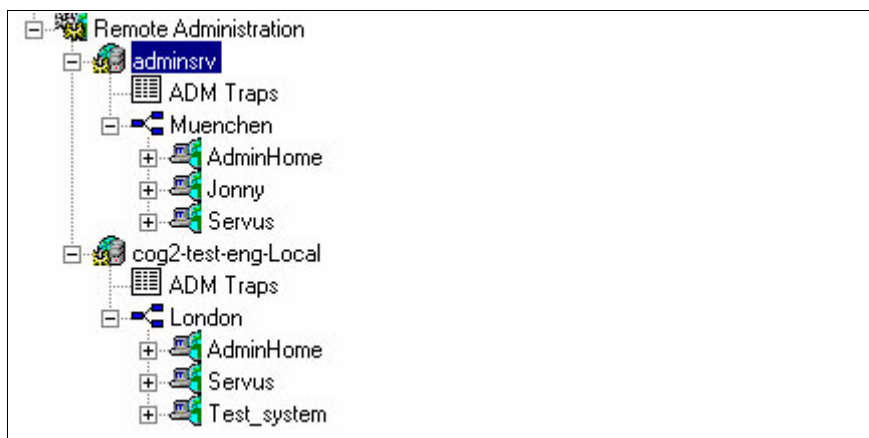 Remote Administration
adminsrv
ADM Traps
Muenchen
AdminHome
Jonny
Servus
cog2-test-eng-Local
ADM Traps
London
AdminHome
Servus
Test_system